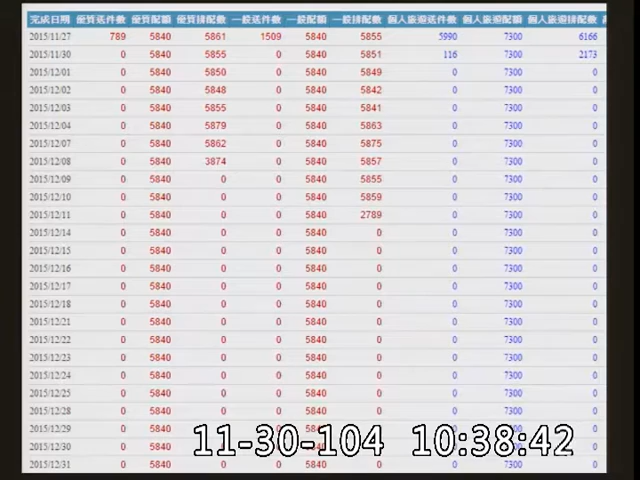 完成日期 優質送件數 優質配額 優質排配數 一般送件數 一般配額 一般排配數 個人旅遊送件數 個人旅遊配額 個人旅遊排配數
2015/11/27 789 5840 5861 1509 5840 5855 5990 7300 6166
2015/11/30 0 5840 5855 0 5840 5851 116 7300 2173
2015/12/01 0 5840 5850 0 5840 5849 0 7300 0
2015/12/02 0 5840 5848 0 5840 5842 0 7300 0
2015/12/03 0 5840 5855 0 5840 5841 0 7300 0
2015/12/04 0 5840 5879 0 5840 5863 0 7300 0
2015/12/07 0 5840 5862 0 5840 5875 0 7300 0
2015/12/08 0 5840 3874 0 5840 5857 0 7300 0
2015/12/09 0 5840 0 0 5840 5855 0 7300 0
2015/12/10 0 5840 0 0 5840 5859 0 7300 0
2015/12/11 0 5840 0 0 5840 2789 0 7300 0
2015/12/14 0 5840 0 0 5840 0 0 7300 0
2015/12/15 0 5840 0 0 5840 0 0 7300 0
2015/12/16 0 5840 0 0 5840 0 0 7300 0
2015/12/17 0 5840 0 0 5840 0 0 7300 0
2015/12/18 0 5840 0 0 5840 0 0 7300 0
2015/12/21 0 5840 0 0 5840 0 0 7300 0
2015/12/22 0 5840 0 0 5840 0 0 7300 0
2015/12/23 0 5840 0 0 5840 0 0 7300 0
2015/12/24 0 5840 0 0 5840 0 0 7300 0
2015/12/25 0 5840 0 0 5840 0 0 7300 0
2015/12/28 0 5840 0 0 5840 0 0 7300 0
2015/12/29 0 5840 0
2015/12/30 0 5840 0
2015/12/31 0 5840 0 0 5840 0 0 7300 0
11-30-104 10:38:42